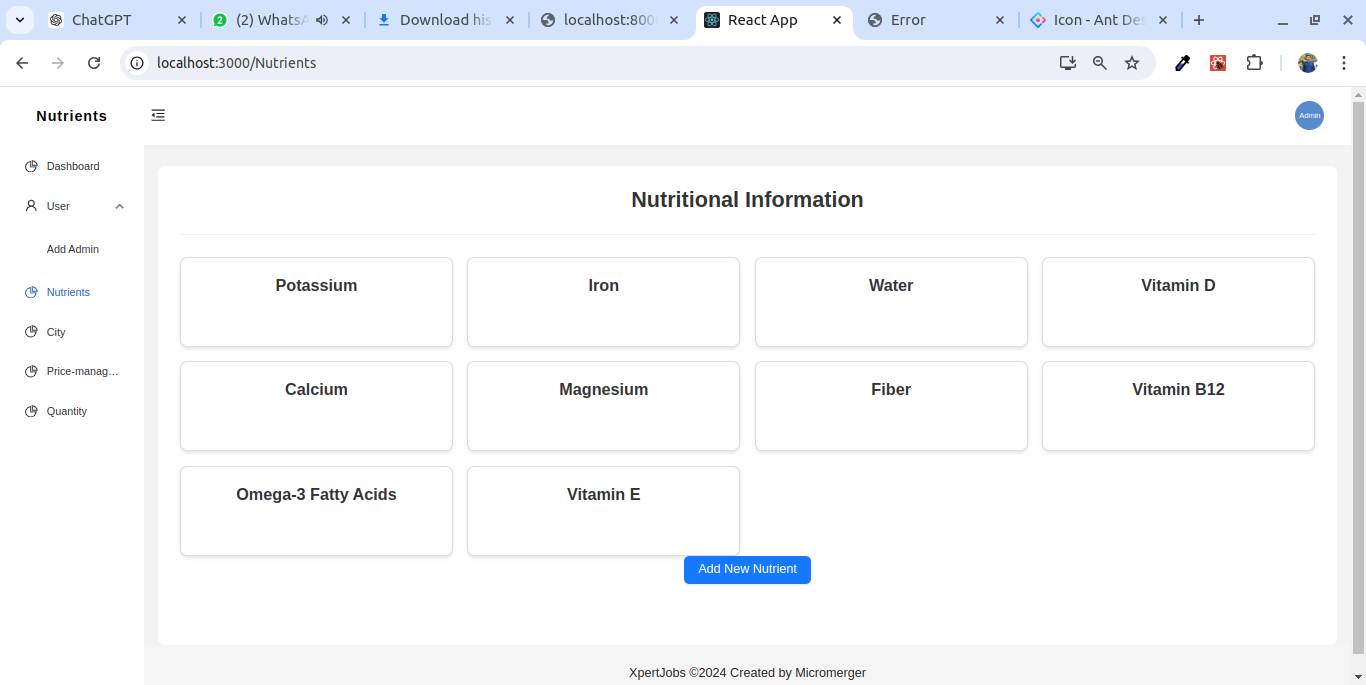 ChatGPT
2 (2) WhatsA
Download his
localhost:800
React App
Error
Icon - Ant Des
localhost:3000/Nutrients
Nutrients
Admin
Dashboard
User
Add Admin
Nutrients
City
Price-manag...
Quantity
Nutritional Information
Potassium
Iron
Water
Vitamin D
Calcium
Magnesium
Fiber
Vitamin B12
Omega-3 Fatty Acids
Vitamin E
Add New Nutrient
XpertJobs ©2024 Created by Micromerger